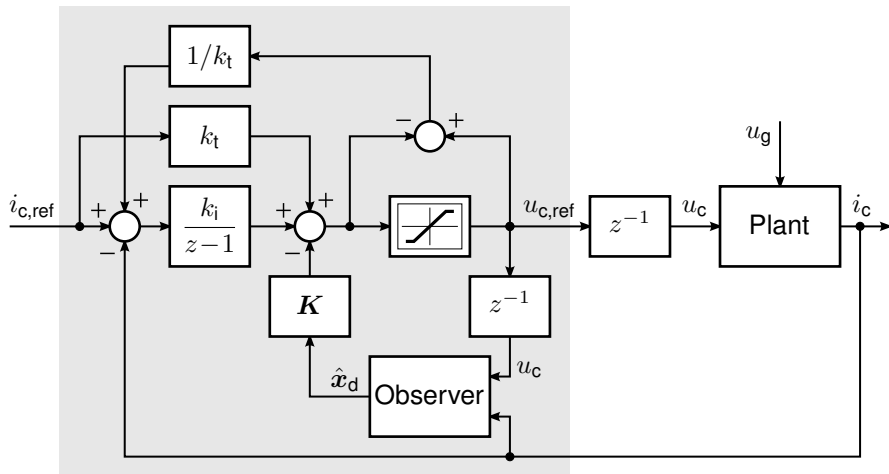 1/k_t
− +
k_t
u_g
i_c,ref + + + + u_c,ref u_c i_c
k_i
z−1
z^{-1}
Plant
− −
K
z^{-1}
x̂_d
u_c
Observer